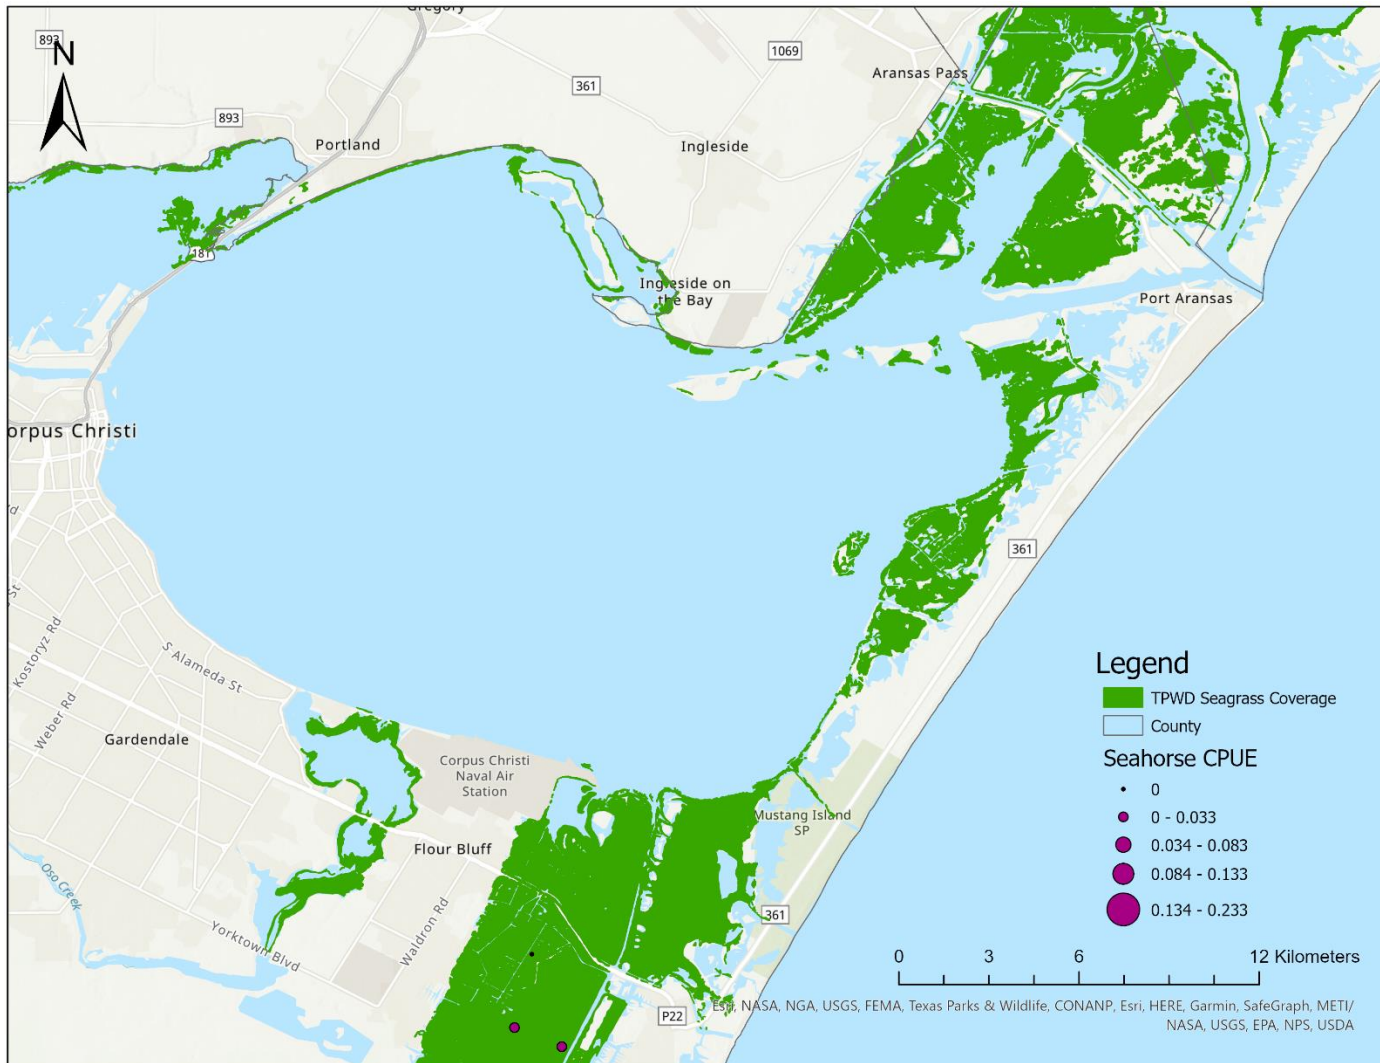 Gregory
893
N
1069
Aransas Pass
361
893
Portland
Ingleside
181
Ingleside on
the Bay
Port Aransas
orpus Christi
rd
361
St
Kostoryz Rd
S Alameda St
Weber Rd
Gardendale
Corpus Christi
Naval Air
Station
Mustang Island
SP
Flour Bluff
Oso Creek
Waldron Rd
Yorktown Blvd
361
P22
Legend
TPWD Seagrass Coverage
County
Seahorse CPUE
0
0 - 0.033
0.034 - 0.083
0.084 - 0.133
0.134 - 0.233
0 3 6 12 Kilometers
Esri, NASA, NGA, USGS, FEMA, Texas Parks & Wildlife, CONANP, Esri, HERE, Garmin, SafeGraph, METI/
NASA, USGS, EPA, NPS, USDA